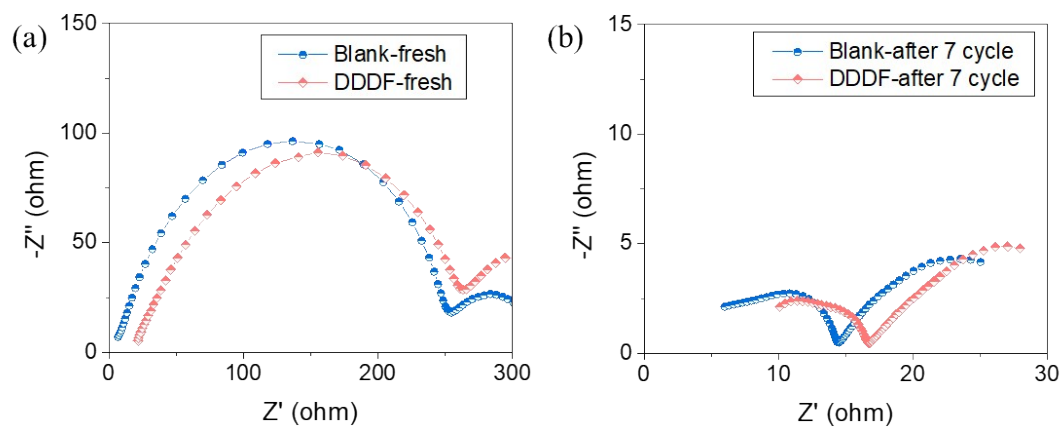 (a)
150
100
50
0
-Z" (ohm)
Blank-fresh
DDDF-fresh
0 100 200 300
Z' (ohm)
(b)
15
10
5
0
-Z" (ohm)
Blank-after 7 cycle
DDDF-after 7 cycle
0 10 20 30
Z' (ohm)